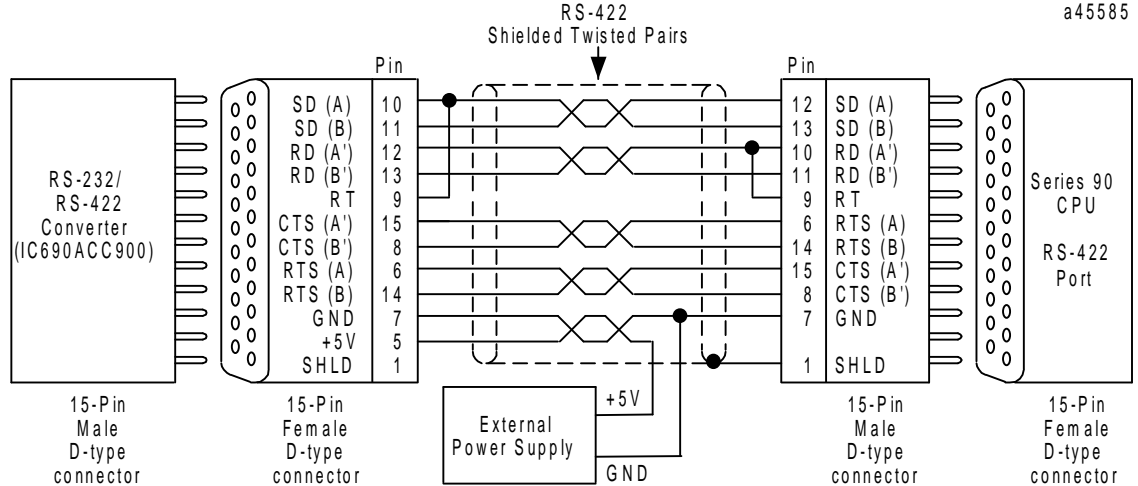 RS-422
Shielded Twisted Pairs
a45585
RS-232/
RS-422
Converter
(IC690ACC900)
15-Pin
Male
D-type
connector
Pin
SD (A) 10
SD (B) 11
RD (A') 12
RD (B') 13
RT 9
CTS (A') 15
CTS (B') 8
RTS (A) 6
RTS (B) 14
GND 7
+5V 5
SHLD 1
15-Pin
Female
D-type
connector
+5V
External
Power Supply
GND
Pin
12 SD (A)
13 SD (B)
10 RD (A')
11 RD (B')
9 RT
6 RTS (A)
14 RTS (B)
15 CTS (A')
8 CTS (B')
7 GND
1 SHLD
15-Pin
Male
D-type
connector
Series 90
CPU
RS-422
Port
15-Pin
Female
D-type
connector